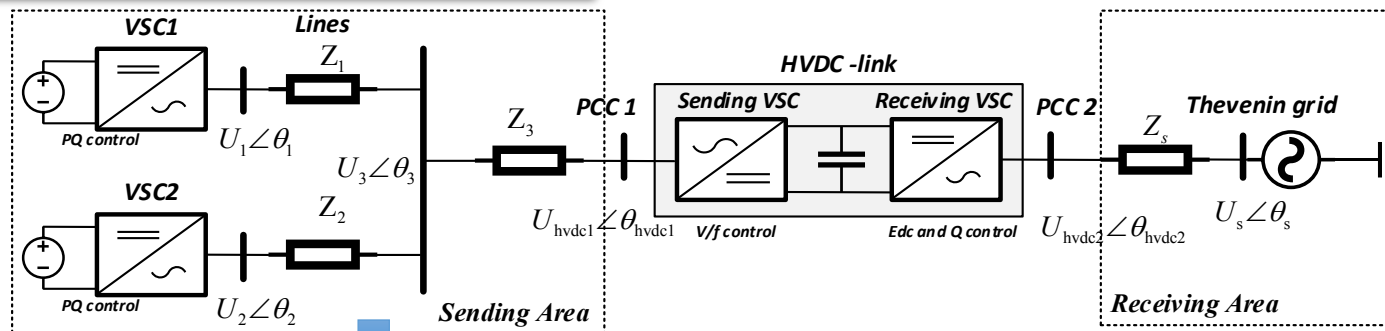 VSC1
Lines
Z1
PQ control
U1∠θ1
VSC2
Z2
PQ control
U2∠θ2
U3∠θ3
Z3
Sending Area
PCC 1
Uhvdc1∠θhvdc1
HVDC -link
Sending VSC
Receiving VSC
V/f control
Edc and Q control
PCC 2
Uhvdc2∠θhvdc2
Zs
Thevenin grid
Us∠θs
Receiving Area